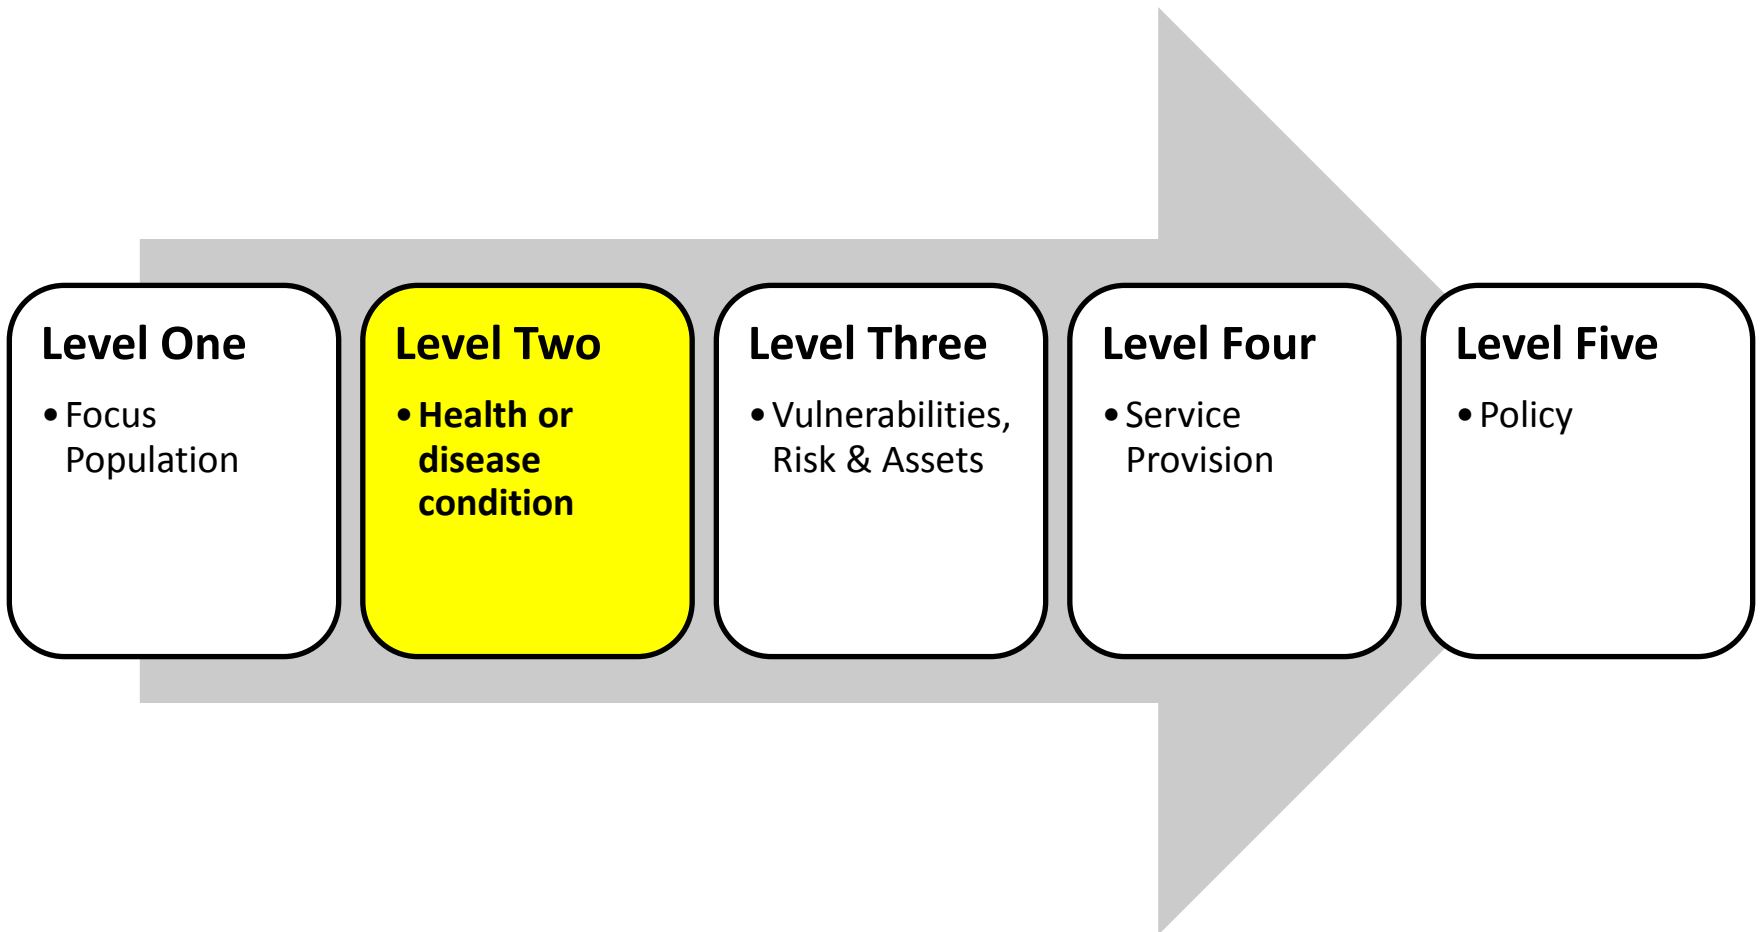 Level One
• Focus
Population
Level Two
• Health or
disease
condition
Level Three
• Vulnerabilities,
Risk & Assets
Level Four
• Service
Provision
Level Five
• Policy